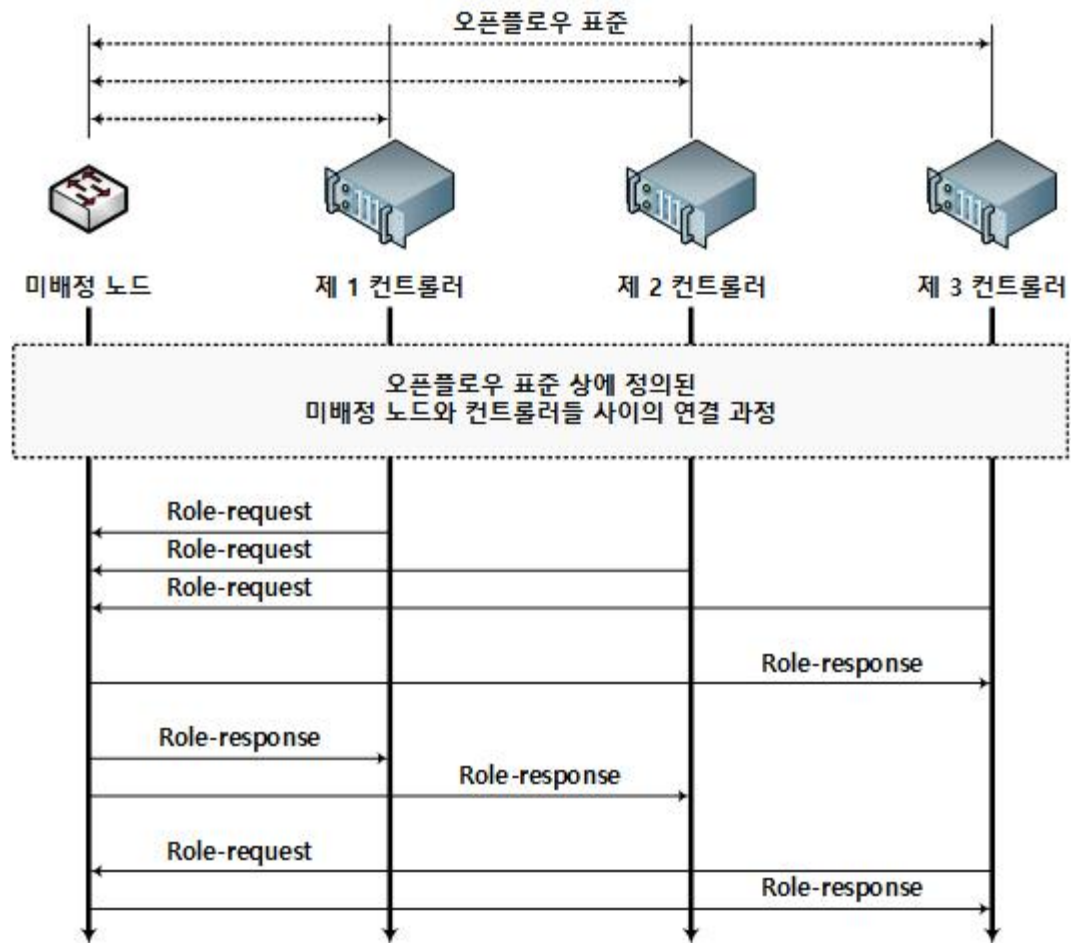 오픈플로우 표준
미배정 노드
제 1 컨트롤러
제 2 컨트롤러
제 3 컨트롤러
오픈플로우 표준 상에 정의된
미배정 노드와 컨트롤러들 사이의 연결 과정
Role-request
Role-request
Role-request
Role-response
Role-response
Role-response
Role-request
Role-response